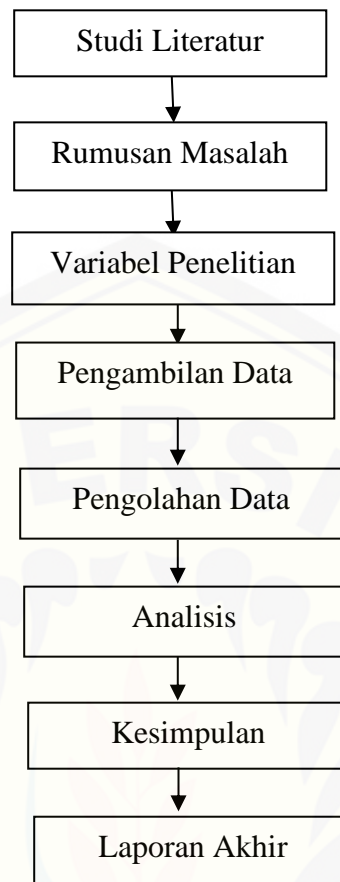 Studi Literatur
Rumusan Masalah
Variabel Penelitian
Pengambilan Data
Pengolahan Data
Analisis
Kesimpulan
Laporan Akhir